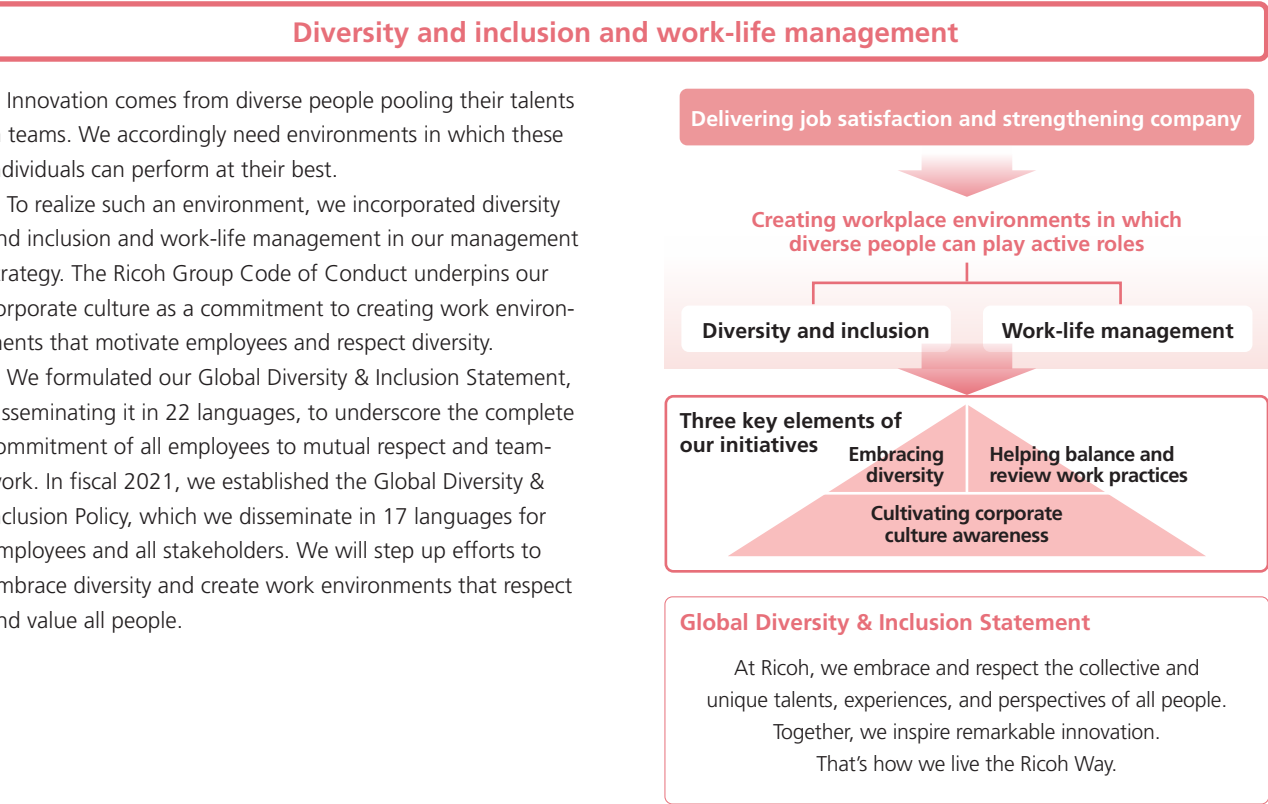 Diversity and inclusion and work-life management
Innovation comes from diverse people pooling their talents
teams. We accordingly need environments in which these
ndividuals can perform at their best.
To realize such an environment, we incorporated diversity
nd inclusion and work-life management in our management
trategy. The Ricoh Group Code of Conduct underpins our
orporate culture as a commitment to creating work environ-
ments that motivate employees and respect diversity.
We formulated our Global Diversity & Inclusion Statement,
isseminating it in 22 languages, to underscore the complete
ommitment of all employees to mutual respect and team-
work. In fiscal 2021, we established the Global Diversity &
nclusion Policy, which we disseminate in 17 languages for
mployees and all stakeholders. We will step up efforts to
mbrace diversity and create work environments that respect
nd value all people.
Delivering job satisfaction and strengthening company
Creating workplace environments in which
diverse people can play active roles
Diversity and inclusion
Work-life management
Three key elements of
our initiatives
Embracing
diversity
Helping balance and
review work practices
Cultivating corporate
culture awareness
Global Diversity & Inclusion Statement
At Ricoh, we embrace and respect the collective and
unique talents, experiences, and perspectives of all people.
Together, we inspire remarkable innovation.
That's how we live the Ricoh Way.